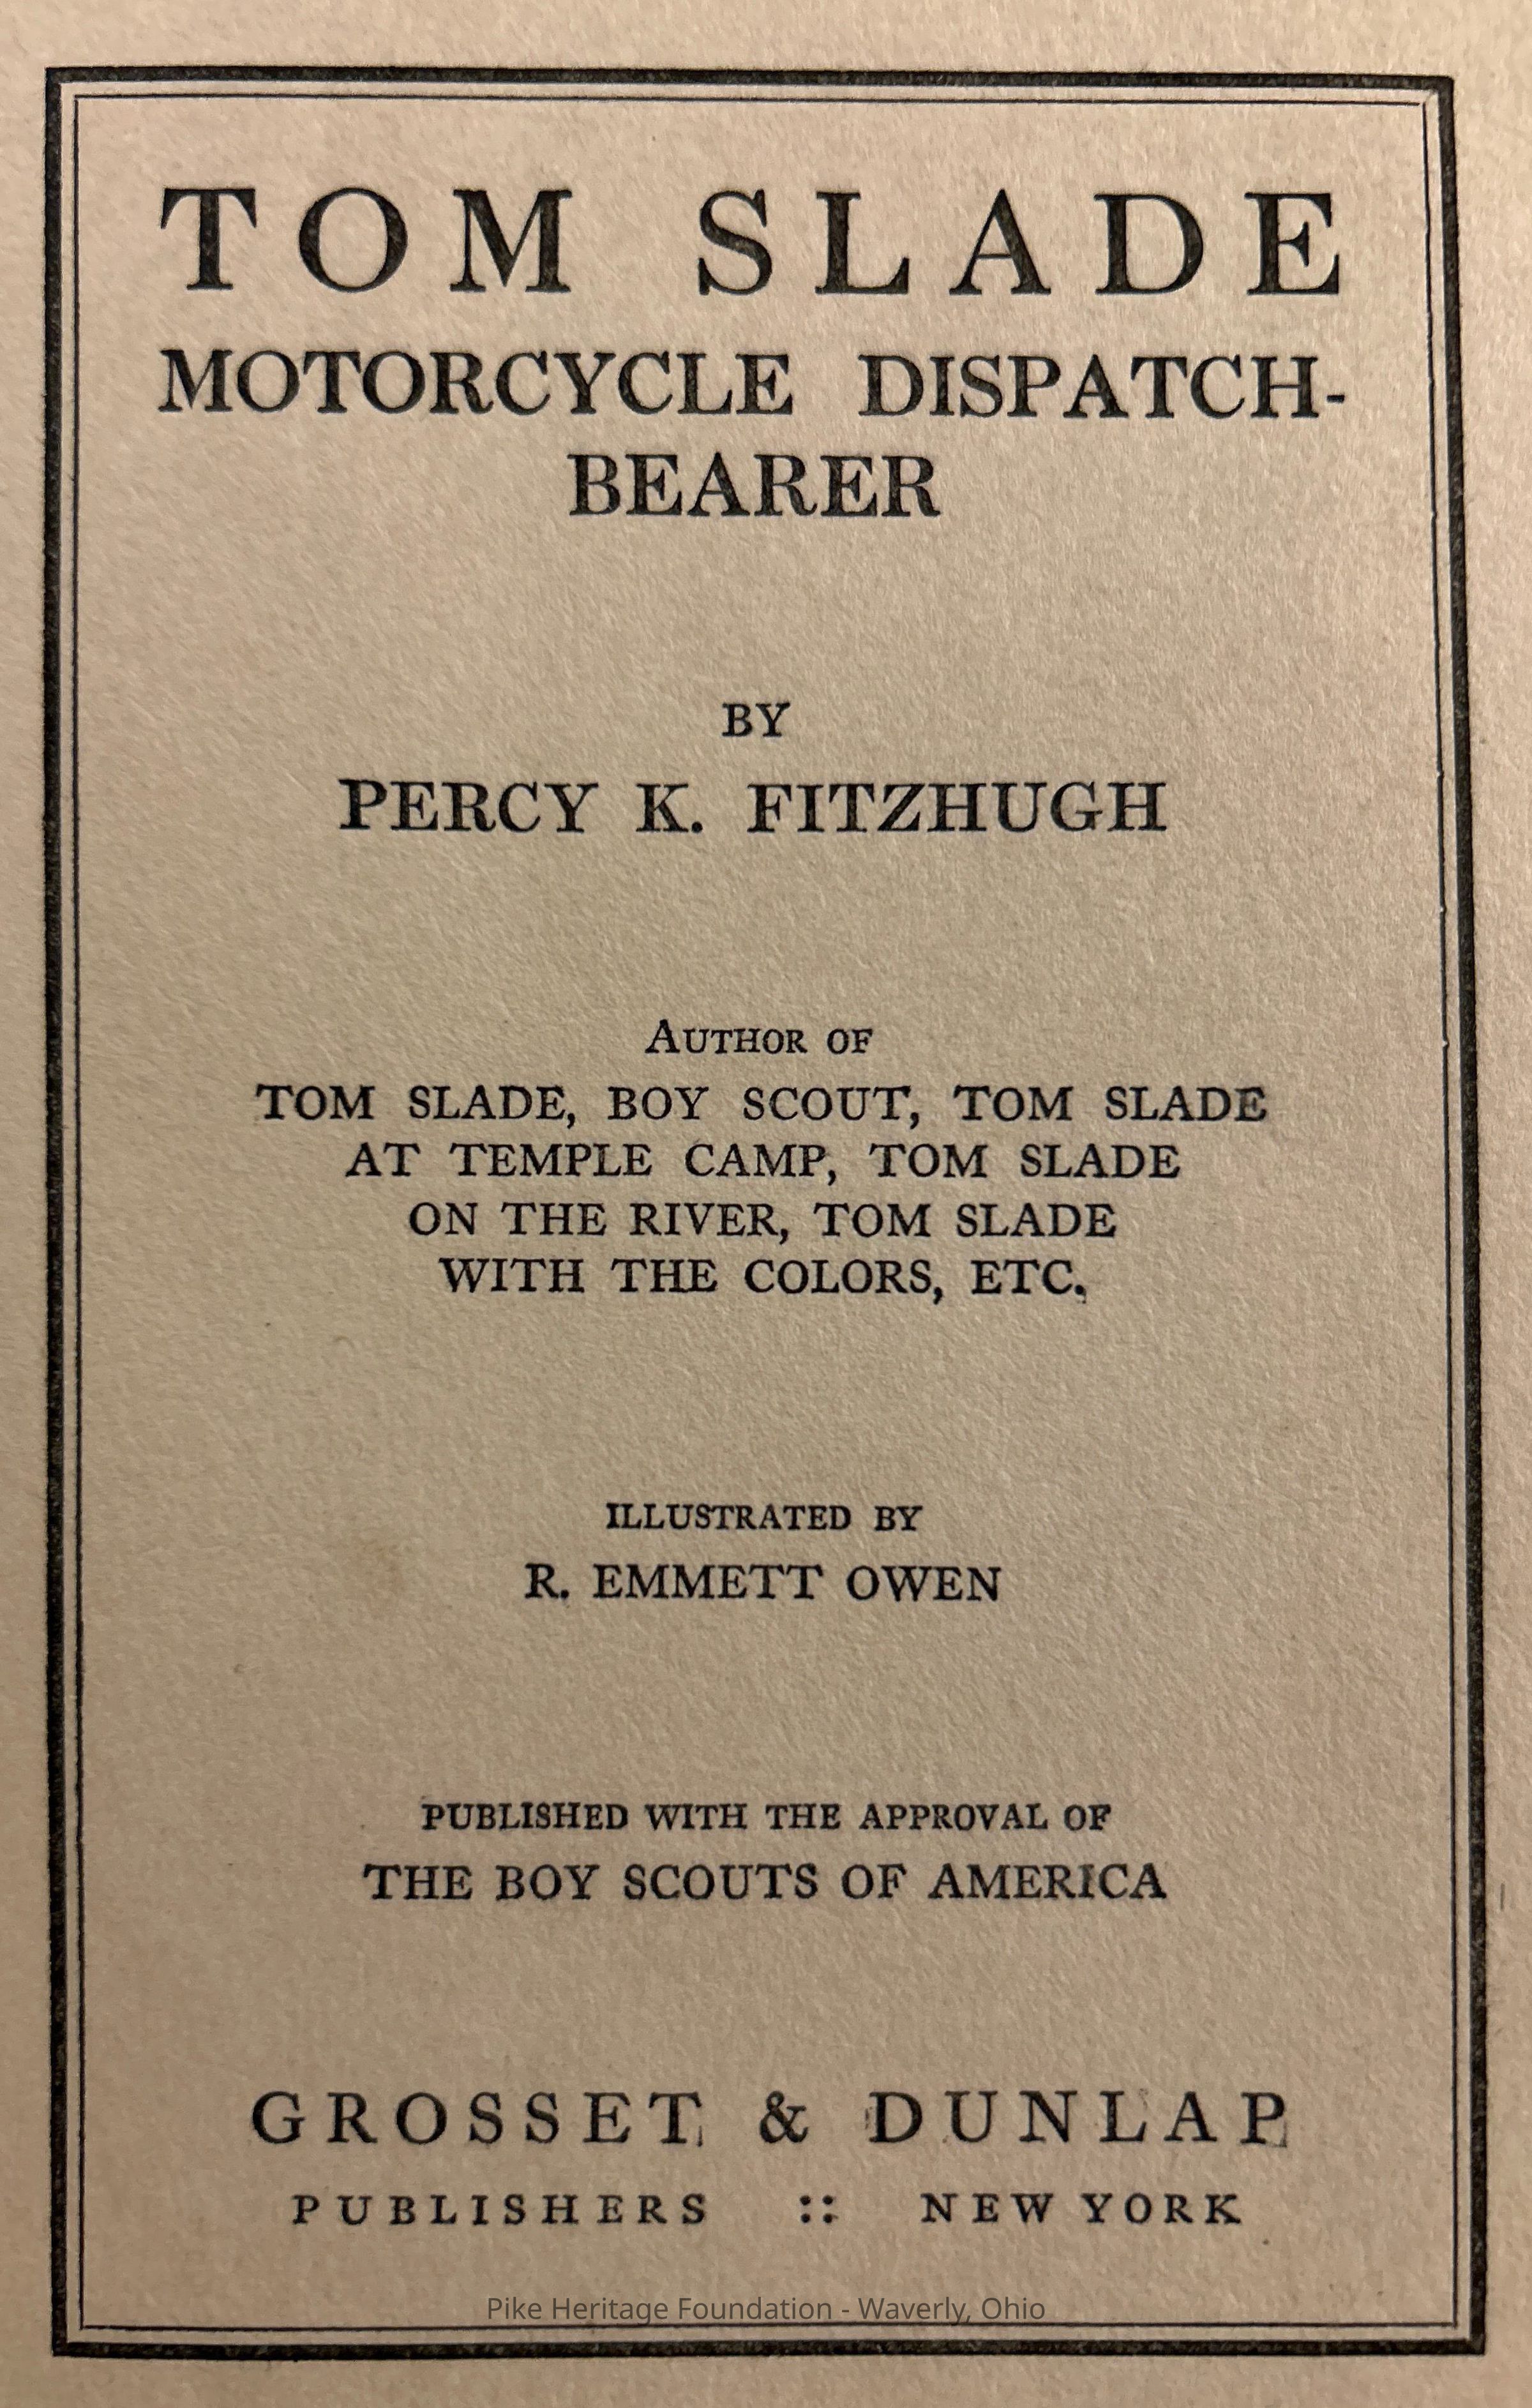 TOM SLADE
MOTORCYCLE DISPATCH-
BEARER
BY
PERCY K. FITZHUGH
AUTHOR OF
TOM SLADE, BOY SCOUT, TOM SLADE
AT TEMPLE CAMP, TOM SLADE
ON THE RIVER, TOM SLADE
WITH THE COLORS, ETC.
ILLUSTRATED BY
R. EMMETT OWEN
PUBLISHED WITH THE APPROVAL OF
THE BOY SCOUTS OF AMERICA
GROSSET & DUNLAP
PUBLISHERS :: NEW YORK
Pike Heritage Foundation - Waverly, Ohio